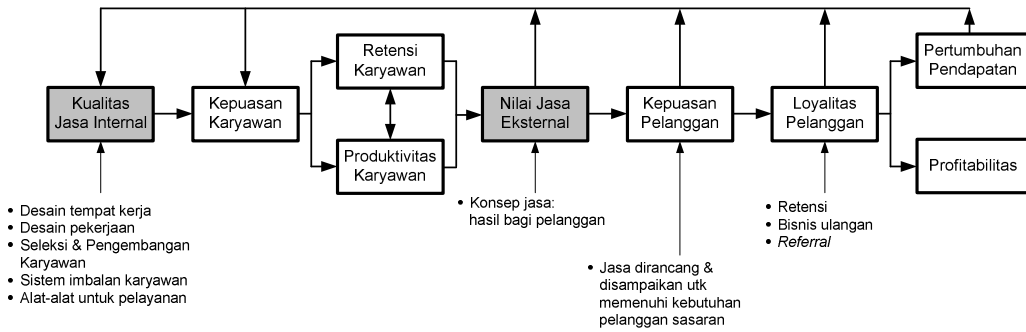 Kualitas
Jasa Internal
Kepuasan
Karyawan
Retensi
Karyawan
Produktivitas
Karyawan
Nilai Jasa
Eksternal
Kepuasan
Pelanggan
Loyalitas
Pelanggan
Pertumbuhan
Pendapatan
Profitabilitas
• Desain tempat kerja
• Desain pekerjaan
• Seleksi & Pengembangan
Karyawan
• Sistem imbalan karyawan
• Alat-alat untuk pelayanan
• Konsep jasa:
hasil bagi pelanggan
• Jasa dirancang &
disampaikan utk
memenuhi kebutuhan
pelanggan sasaran
• Retensi
• Bisnis ulangan
• Referral